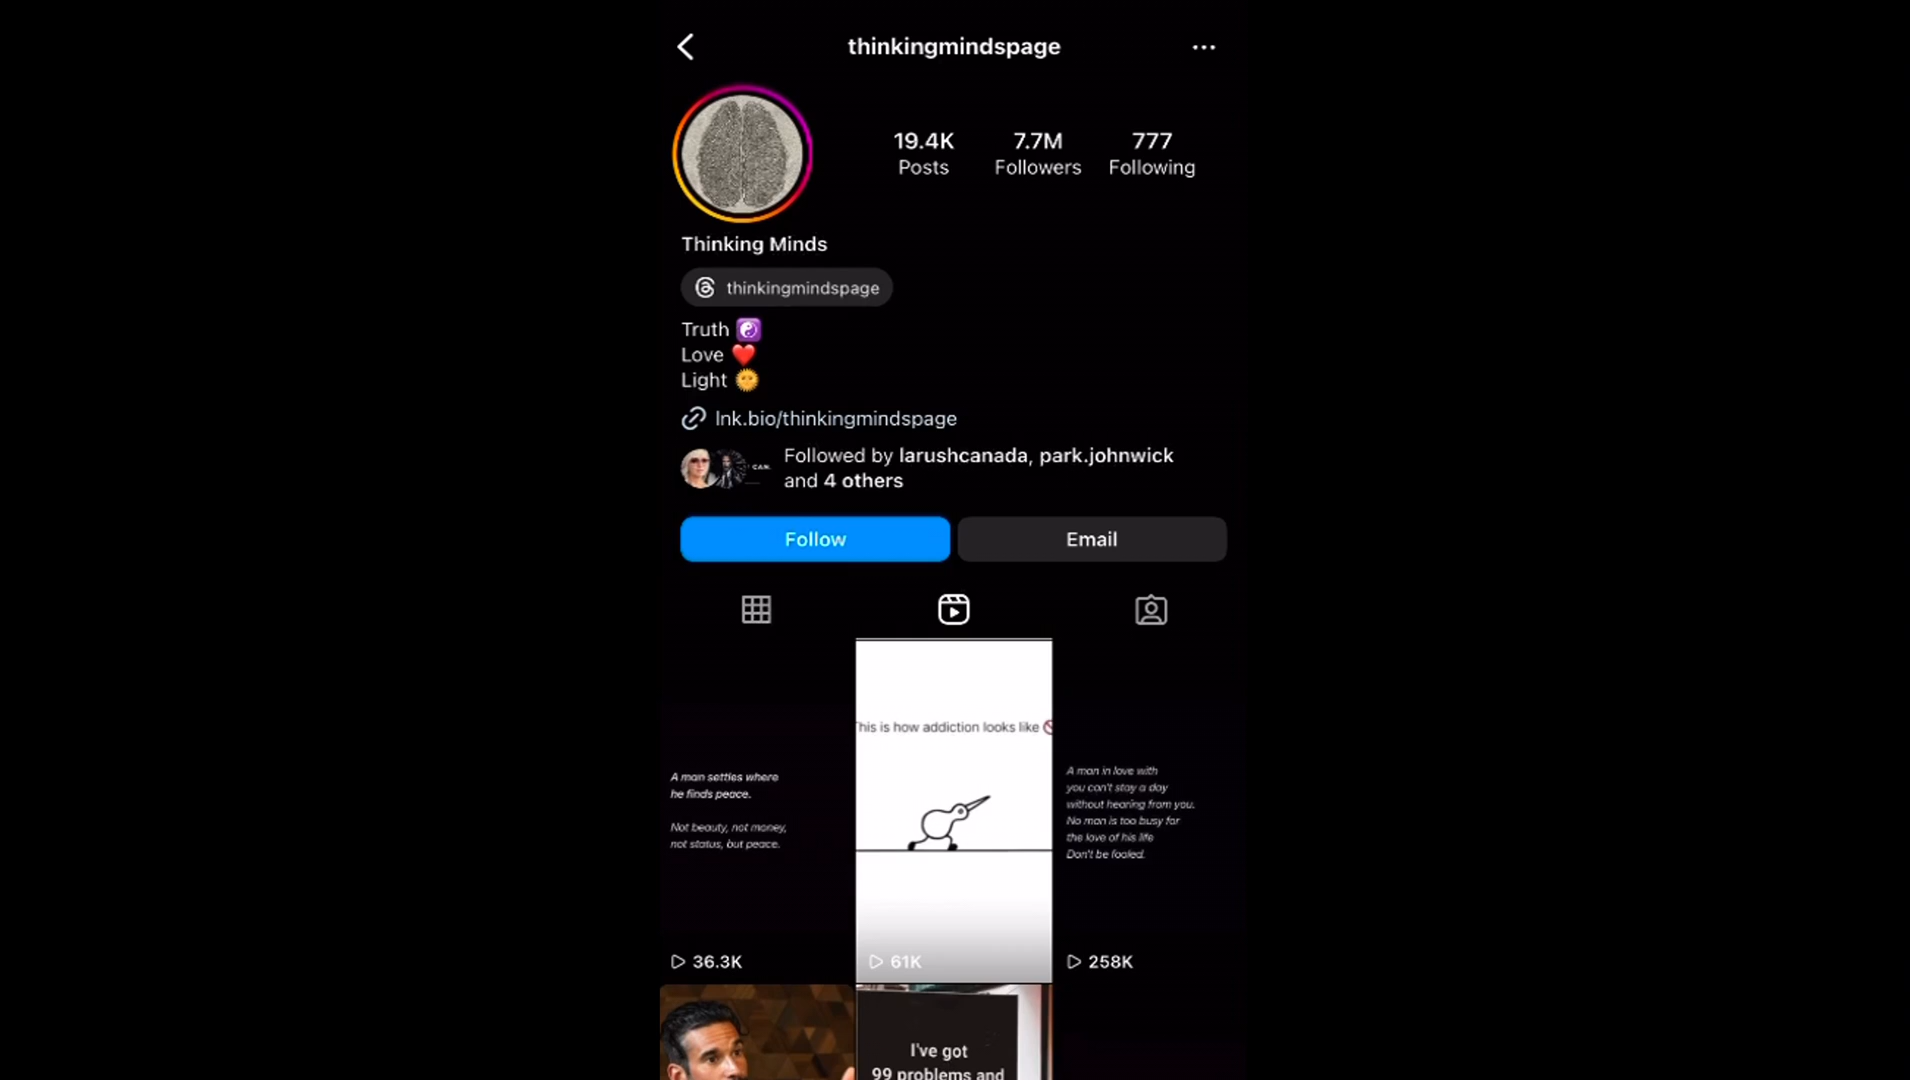 thinkingmindspage
19.4K
Posts
7.7M
Followers
777
Following
Thinking Minds
thinkingmindspage
Truth ☯️
Love ❤️
Light 🌞
lnk.bio/thinkingmindspage
CAN.
Followed by larushcanada, park.johnwick
and 4 others
Follow
Email
A man settles where
he finds peace.
Not beauty, not money,
not status, but peace.
36.3K
This is how addiction looks like
61K
A man in love with
you can't stay a day
without hearing from you.
No man is too busy for
the love of his life
Don't be fooled.
258K
I've got
99 problems and